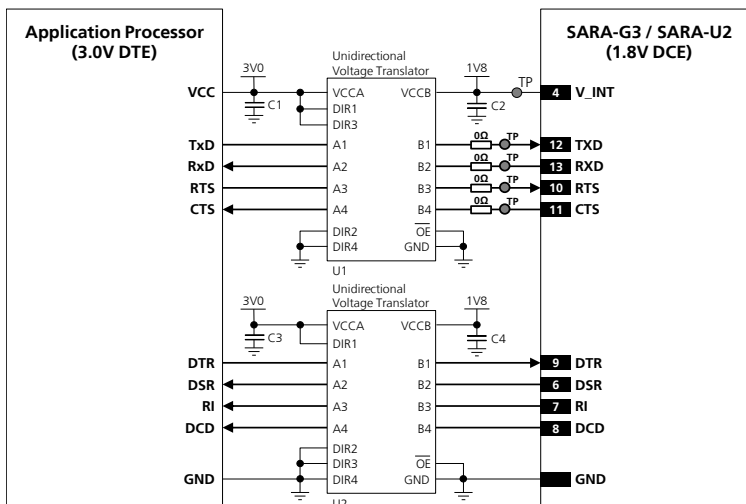 Application Processor
(3.0V DTE)
SARA-G3 / SARA-U2
(1.8V DCE)
Unidirectional
Voltage Translator
3V0
1V8
TP
VCC
VCCA
VCCB
4
V_INT
C1
DIR1
C2
DIR3
0Ω
TP
TxD
A1
B1
12
TXD
0Ω
TP
RxD
A2
B2
13
RXD
0Ω
TP
RTS
A3
B3
10
RTS
0Ω
TP
CTS
A4
B4
11
CTS
DIR2
OE
DIR4
GND
U1
Unidirectional
Voltage Translator
3V0
1V8
VCCA
VCCB
C3
DIR1
C4
DTR
A1
B1
9
DTR
DSR
A2
B2
6
DSR
RI
A3
B3
7
RI
DCD
A4
B4
8
DCD
DIR2
DIR3
OE
GND
DIR4
GND
GND
U2